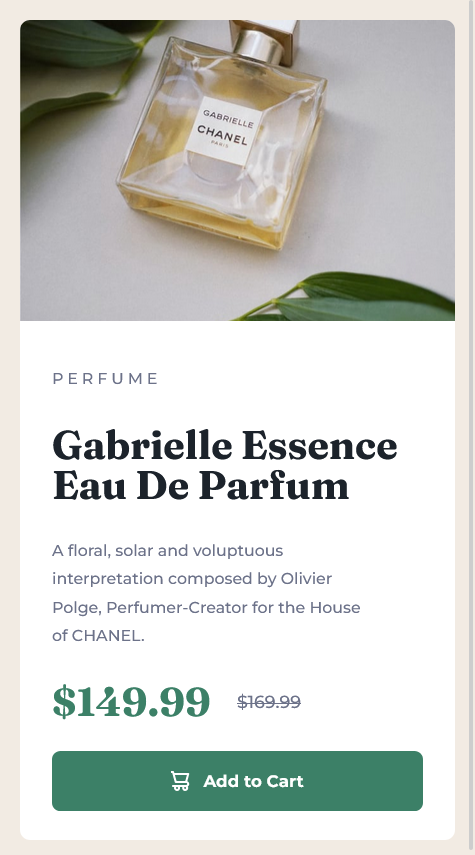 GABRIELLE
CHANEL
PARIS
PERFUME
Gabrielle Essence
Eau De Parfum
A floral, solar and voluptuous
interpretation composed by Olivier
Polge, Perfumer-Creator for the House
of CHANEL.
$149.99 $169.99
Add to Cart